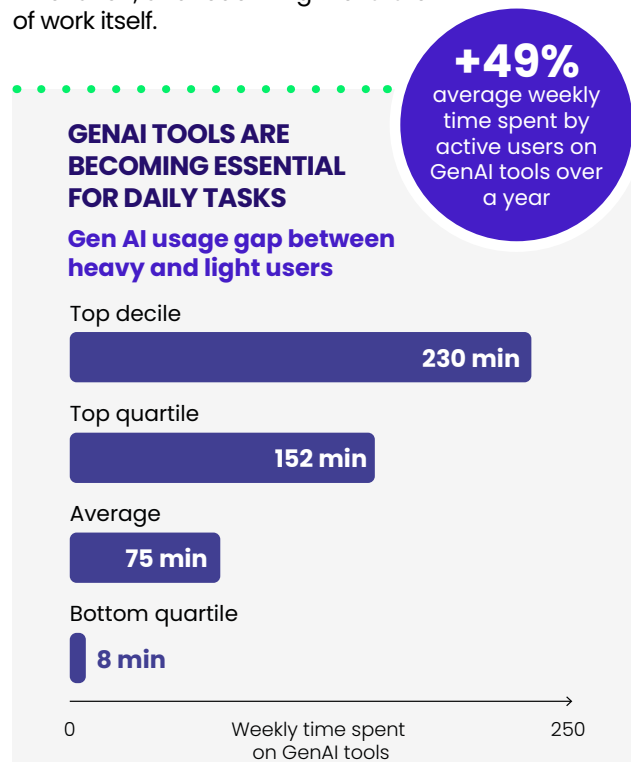 of work itself.
+49%
average weekly
time spent by
active users on
GenAI tools over
a year
GENAI TOOLS ARE
BECOMING ESSENTIAL
FOR DAILY TASKS
Gen AI usage gap between
heavy and light users
Top decile
230 min
Top quartile
152 min
Average
75 min
Bottom quartile
8 min
0
Weekly time spent
on GenAI tools
250